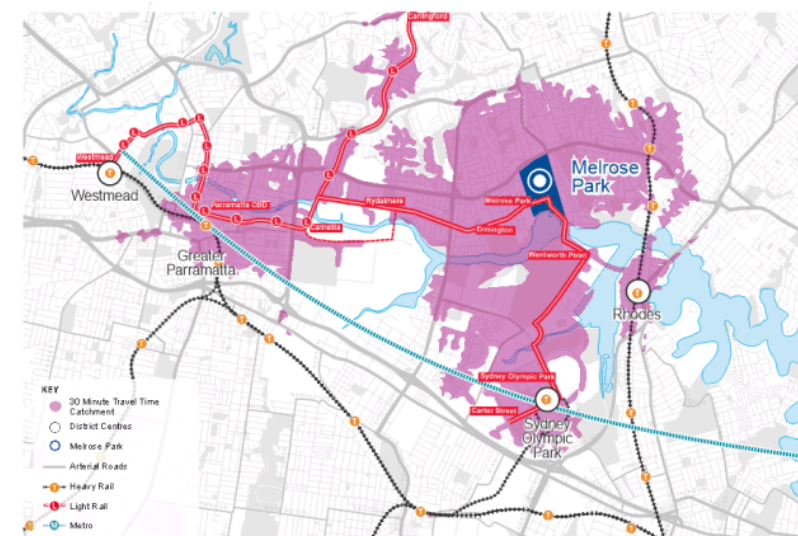 Carlingford
L
T
Westmead
Westmead
Melrose
Park
Melrose Park
Rydalmere
Parramatta CBD
Camellia
Ermington
Wentworth Point
Greater
Parramatta
Rhodes
Sydney Olympic Park
Carter Street
Sydney
Olympic
Park
KEY
30 Minute Travel Time
Catchment
District Centres
Melrose Park
Arterial Roads
T Heavy Rail
L Light Rail
M Metro